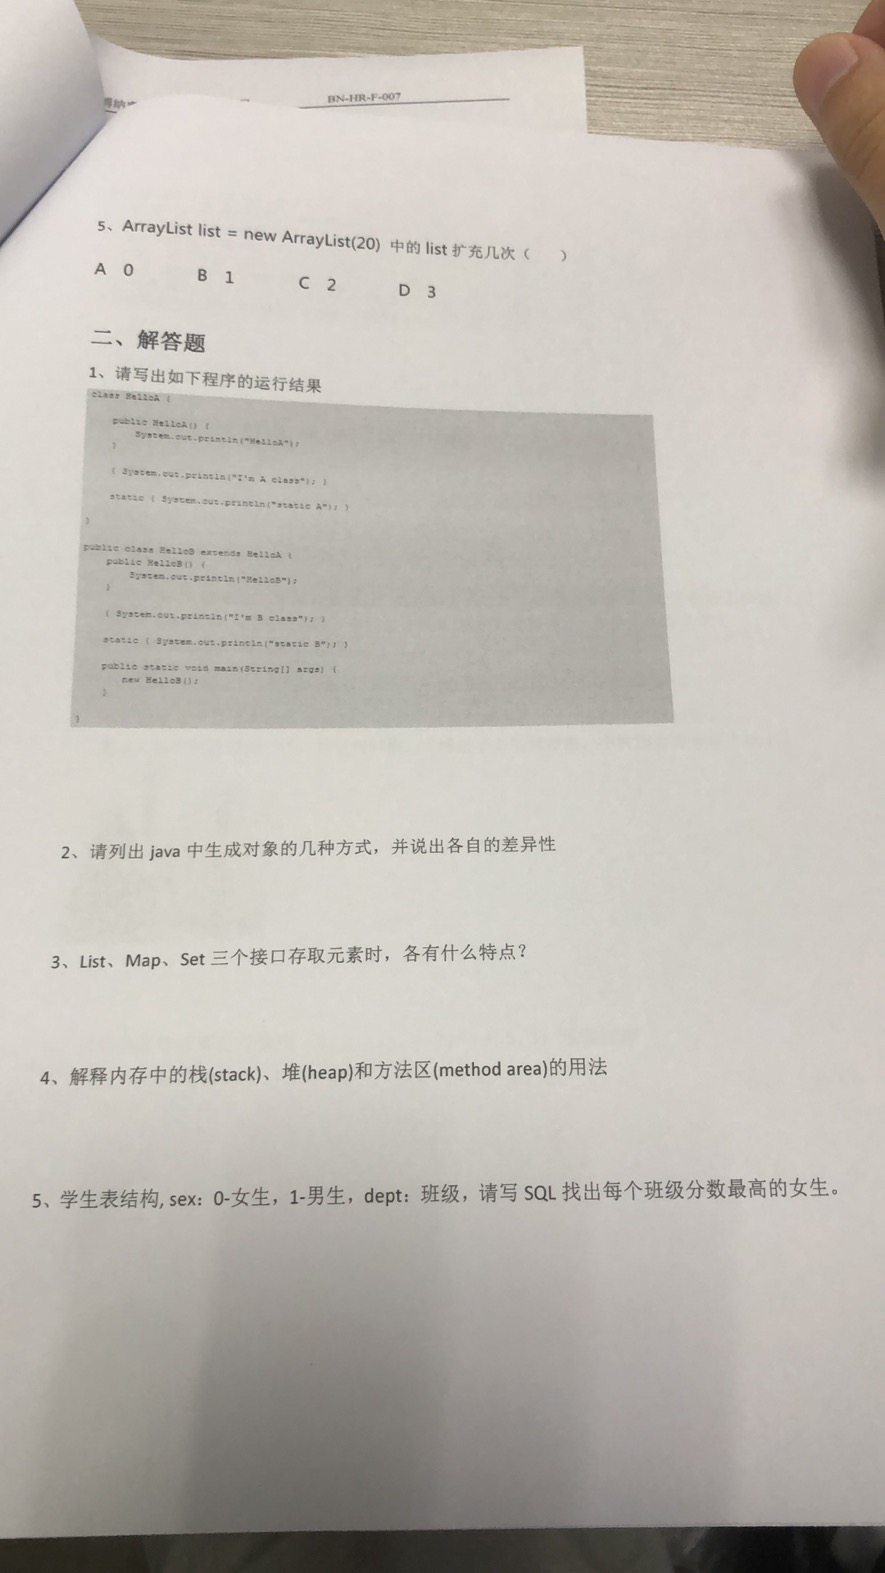 BN-HR-F-007
5、ArrayList list = new ArrayList(20) 中的 list 扩充几次（ ）
A 0 B 1 C 2 D 3
二、解答题
1、请写出如下程序的运行结果
class HelloA {
public HelloA() {
System.out.println("HelloA");
}
{ System.out.println("I'm A class"); }
static { System.out.println("static A"); }
}
public class HelloB extends HelloA {
public HelloB() {
System.out.println("HelloB");
}
{ System.out.println("I'm B class"); }
static { System.out.println("static B"); }
public static void main(String[] args) {
new HelloB();
}
}
2、请列出 java 中生成对象的几种方式，并说出各自的差异性
3、List、Map、Set 三个接口存取元素时，各有什么特点？
4、解释内存中的栈(stack)、堆(heap)和方法区(method area)的用法
5、学生表结构, sex：0-女生，1-男生，dept：班级，请写 SQL 找出每个班级分数最高的女生。